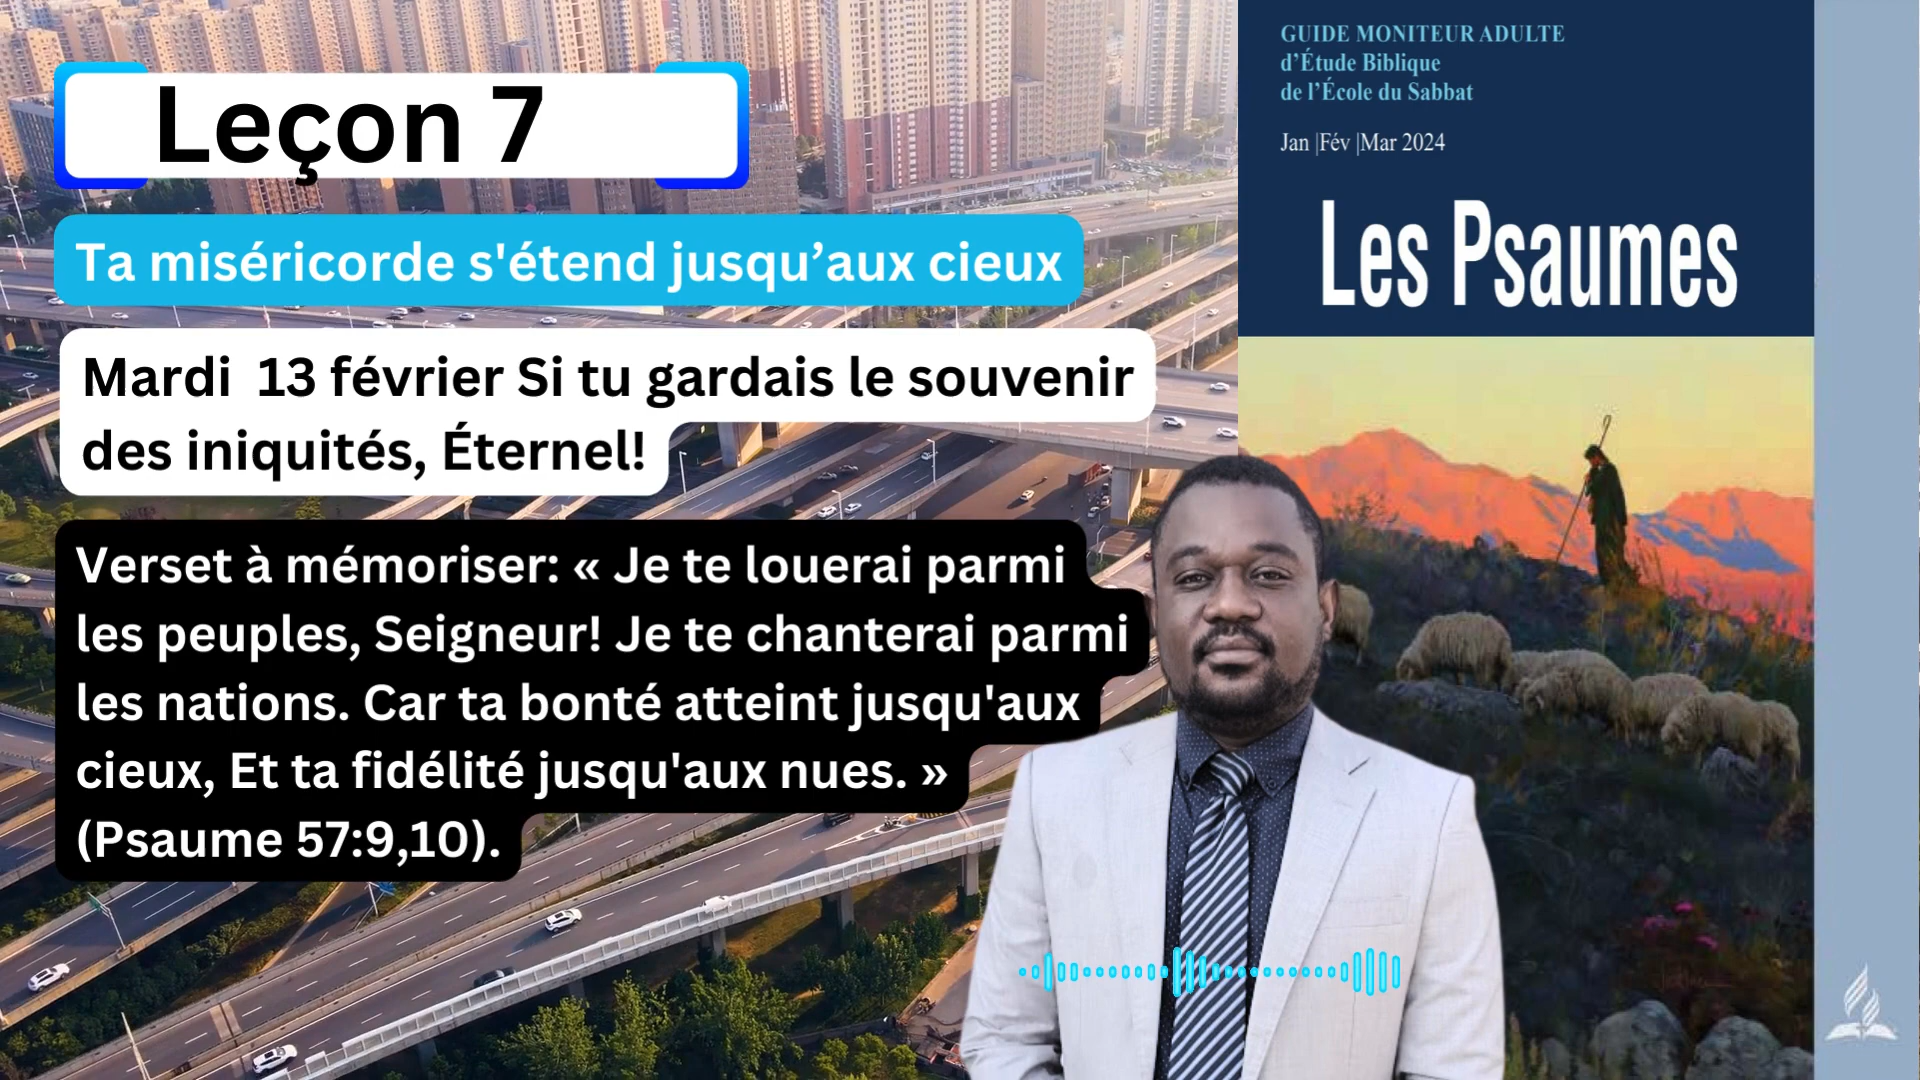 Leçon 7
Ta miséricorde s'étend jusqu’aux cieux
Mardi  13 février Si tu gardais le souvenir
des iniquités, Éternel!
Verset à mémoriser: « Je te louerai parmi
les peuples, Seigneur! Je te chanterai parmi
les nations. Car ta bonté atteint jusqu'aux
cieux, Et ta fidélité jusqu'aux nues. »
(Psaume 57:9,10).
GUIDE MONITEUR ADULTE
d’Étude Biblique
de l’École du Sabbat
Jan |Fév |Mar 2024
Les Psaumes